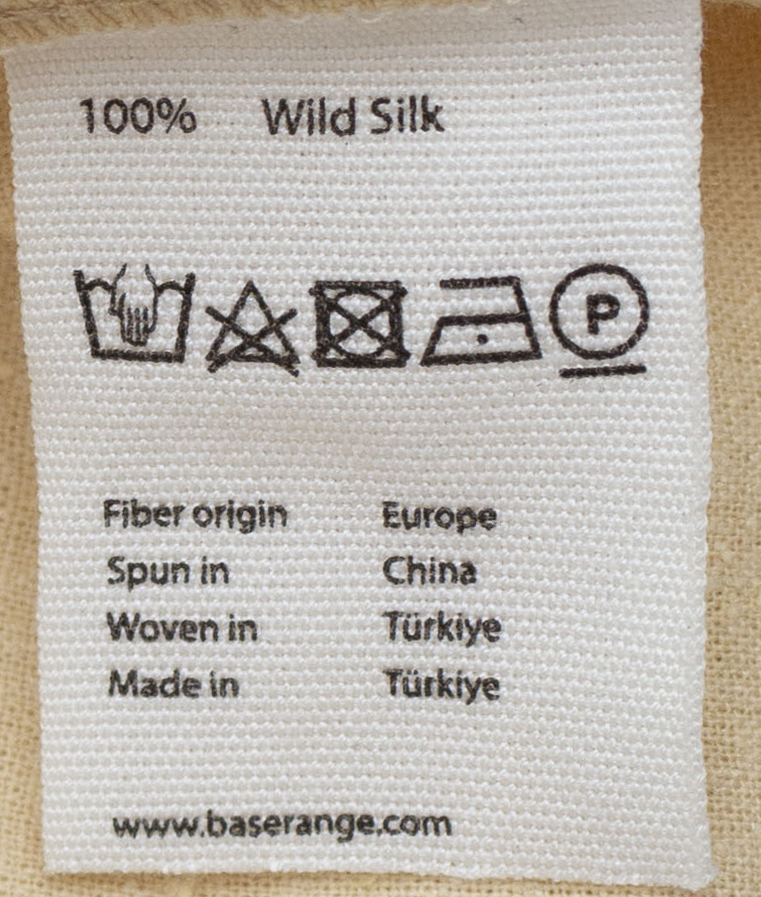 100% Wild Silk
P
Fiber origin Europe
Spun in China
Woven in Türkiye
Made in Türkiye
www.baserange.com